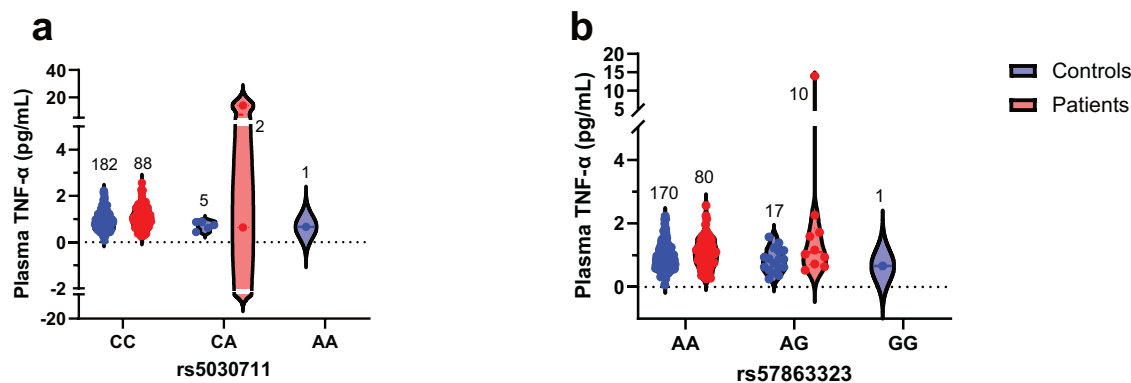 a
Plasma TNF-α (pg/mL)
40
20
4
2
0
-2
-20
182
88
5
2
1
CC
CA
AA
rs5030711
b
Plasma TNF-α (pg/mL)
20
15
10
5
4
2
0
170
80
17
10
1
AA
AG
GG
rs57863323
Controls
Patients